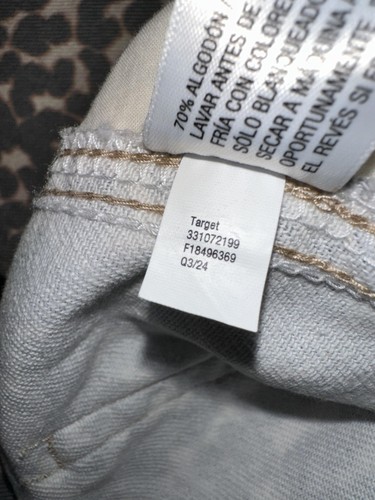 70% ALGODÓN
LAVAR ANTES DE
FRÍA CON COLORE
SOLO BLANQUEADO
SECAR A MÁQUINA
OPORTUNAMENTE
EL REVÉS SI E
Target
331072199
F18496369
Q3/24